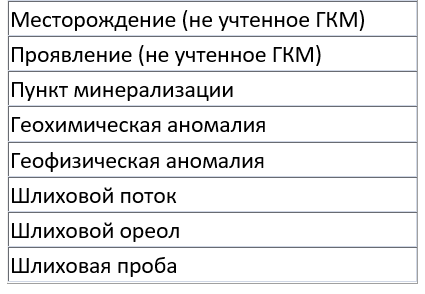 Месторождение (не учтенное ГКМ)
Проявление (не учтенное ГКМ)
Пункт минерализации
Геохимическая аномалия
Геофизическая аномалия
Шлиховой поток
Шлиховой ореол
Шлиховая проба